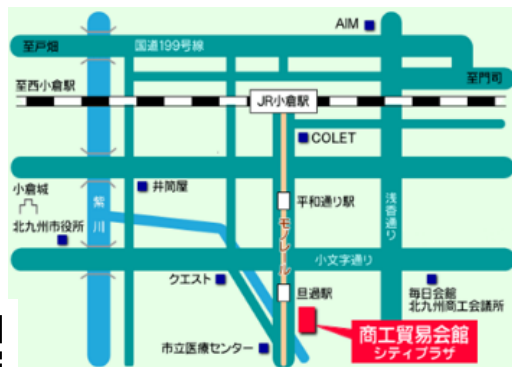 AIM
至戸畑
国道199号線
至門司
至西小倉駅
JR小倉駅
COLET
小倉城
井筒屋
紫川
平和通り駅
浅香通り
北九州市役所
モノレール
小文字通り
クエスト
旦過駅
毎日会館
北九州商工会議所
商工貿易会館
シティプラザ
市立医療センター